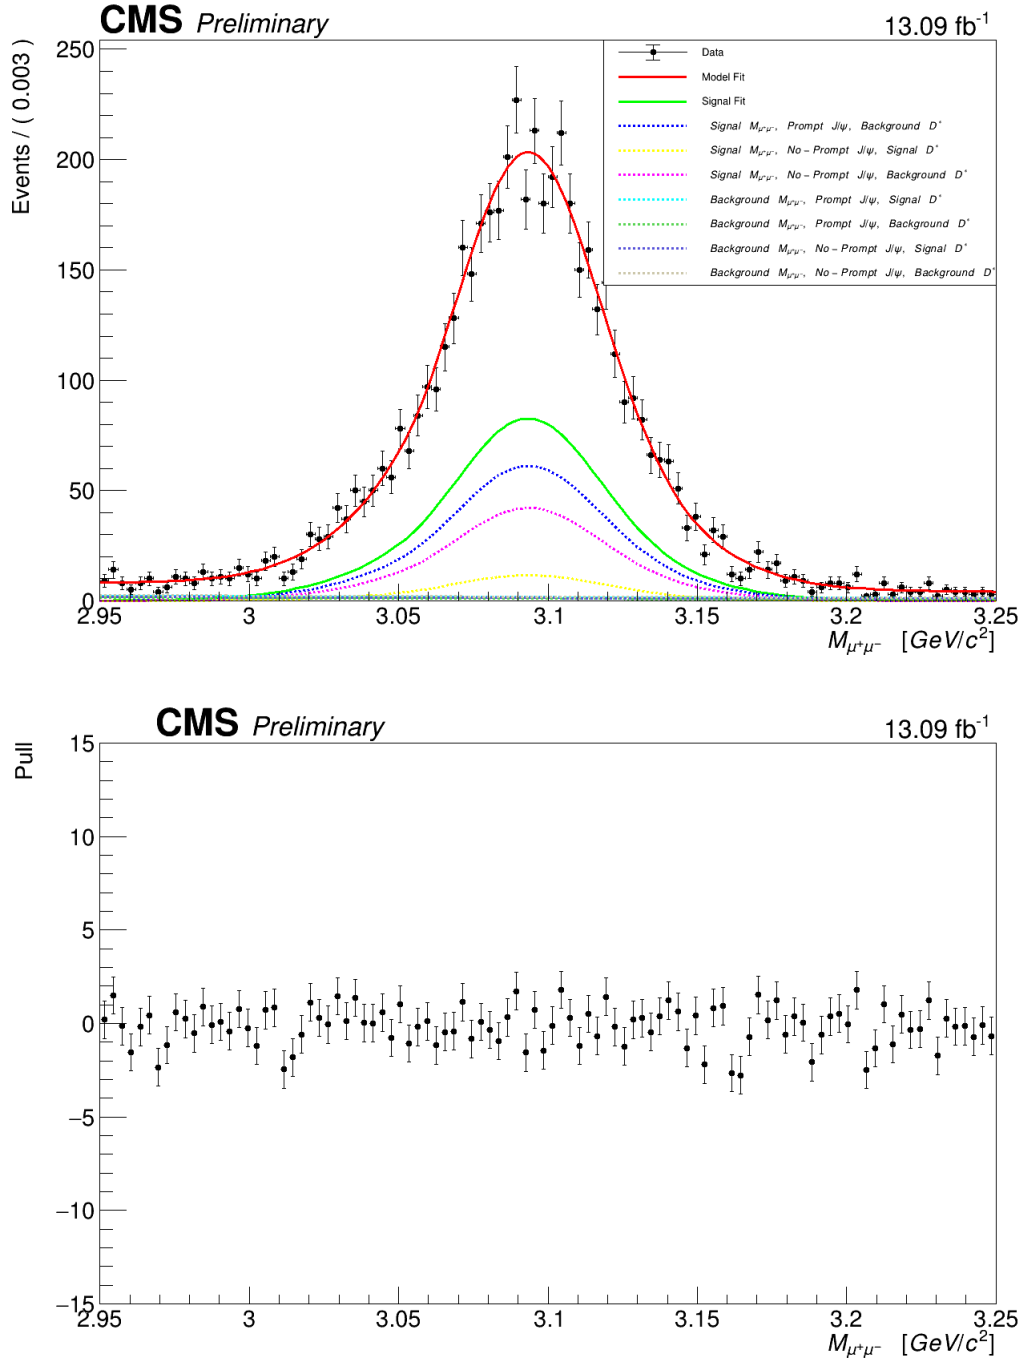 CMS Preliminary 13.09 fb-1
Events / ( 0.003 )
250
200
150
100
50
0
Data
Model Fit
Signal Fit
Signal Mμ+μ-, Prompt J/ψ, Background D*
Signal Mμ+μ-, No-Prompt J/ψ, Signal D*
Signal Mμ+μ-, No-Prompt J/ψ, Background D*
Background Mμ+μ-, Prompt J/ψ, Signal D*
Background Mμ+μ-, Prompt J/ψ, Background D*
Background Mμ+μ-, No-Prompt J/ψ, Signal D*
Background Mμ+μ-, No-Prompt J/ψ, Background D*
2.95 3 3.05 3.1 3.15 3.2 3.25
Mμ+μ- [GeV/c2]
CMS Preliminary 13.09 fb-1
Pull
15
10
5
0
−5
−10
−15
2.95 3 3.05 3.1 3.15 3.2 3.25
Mμ+μ- [GeV/c2]